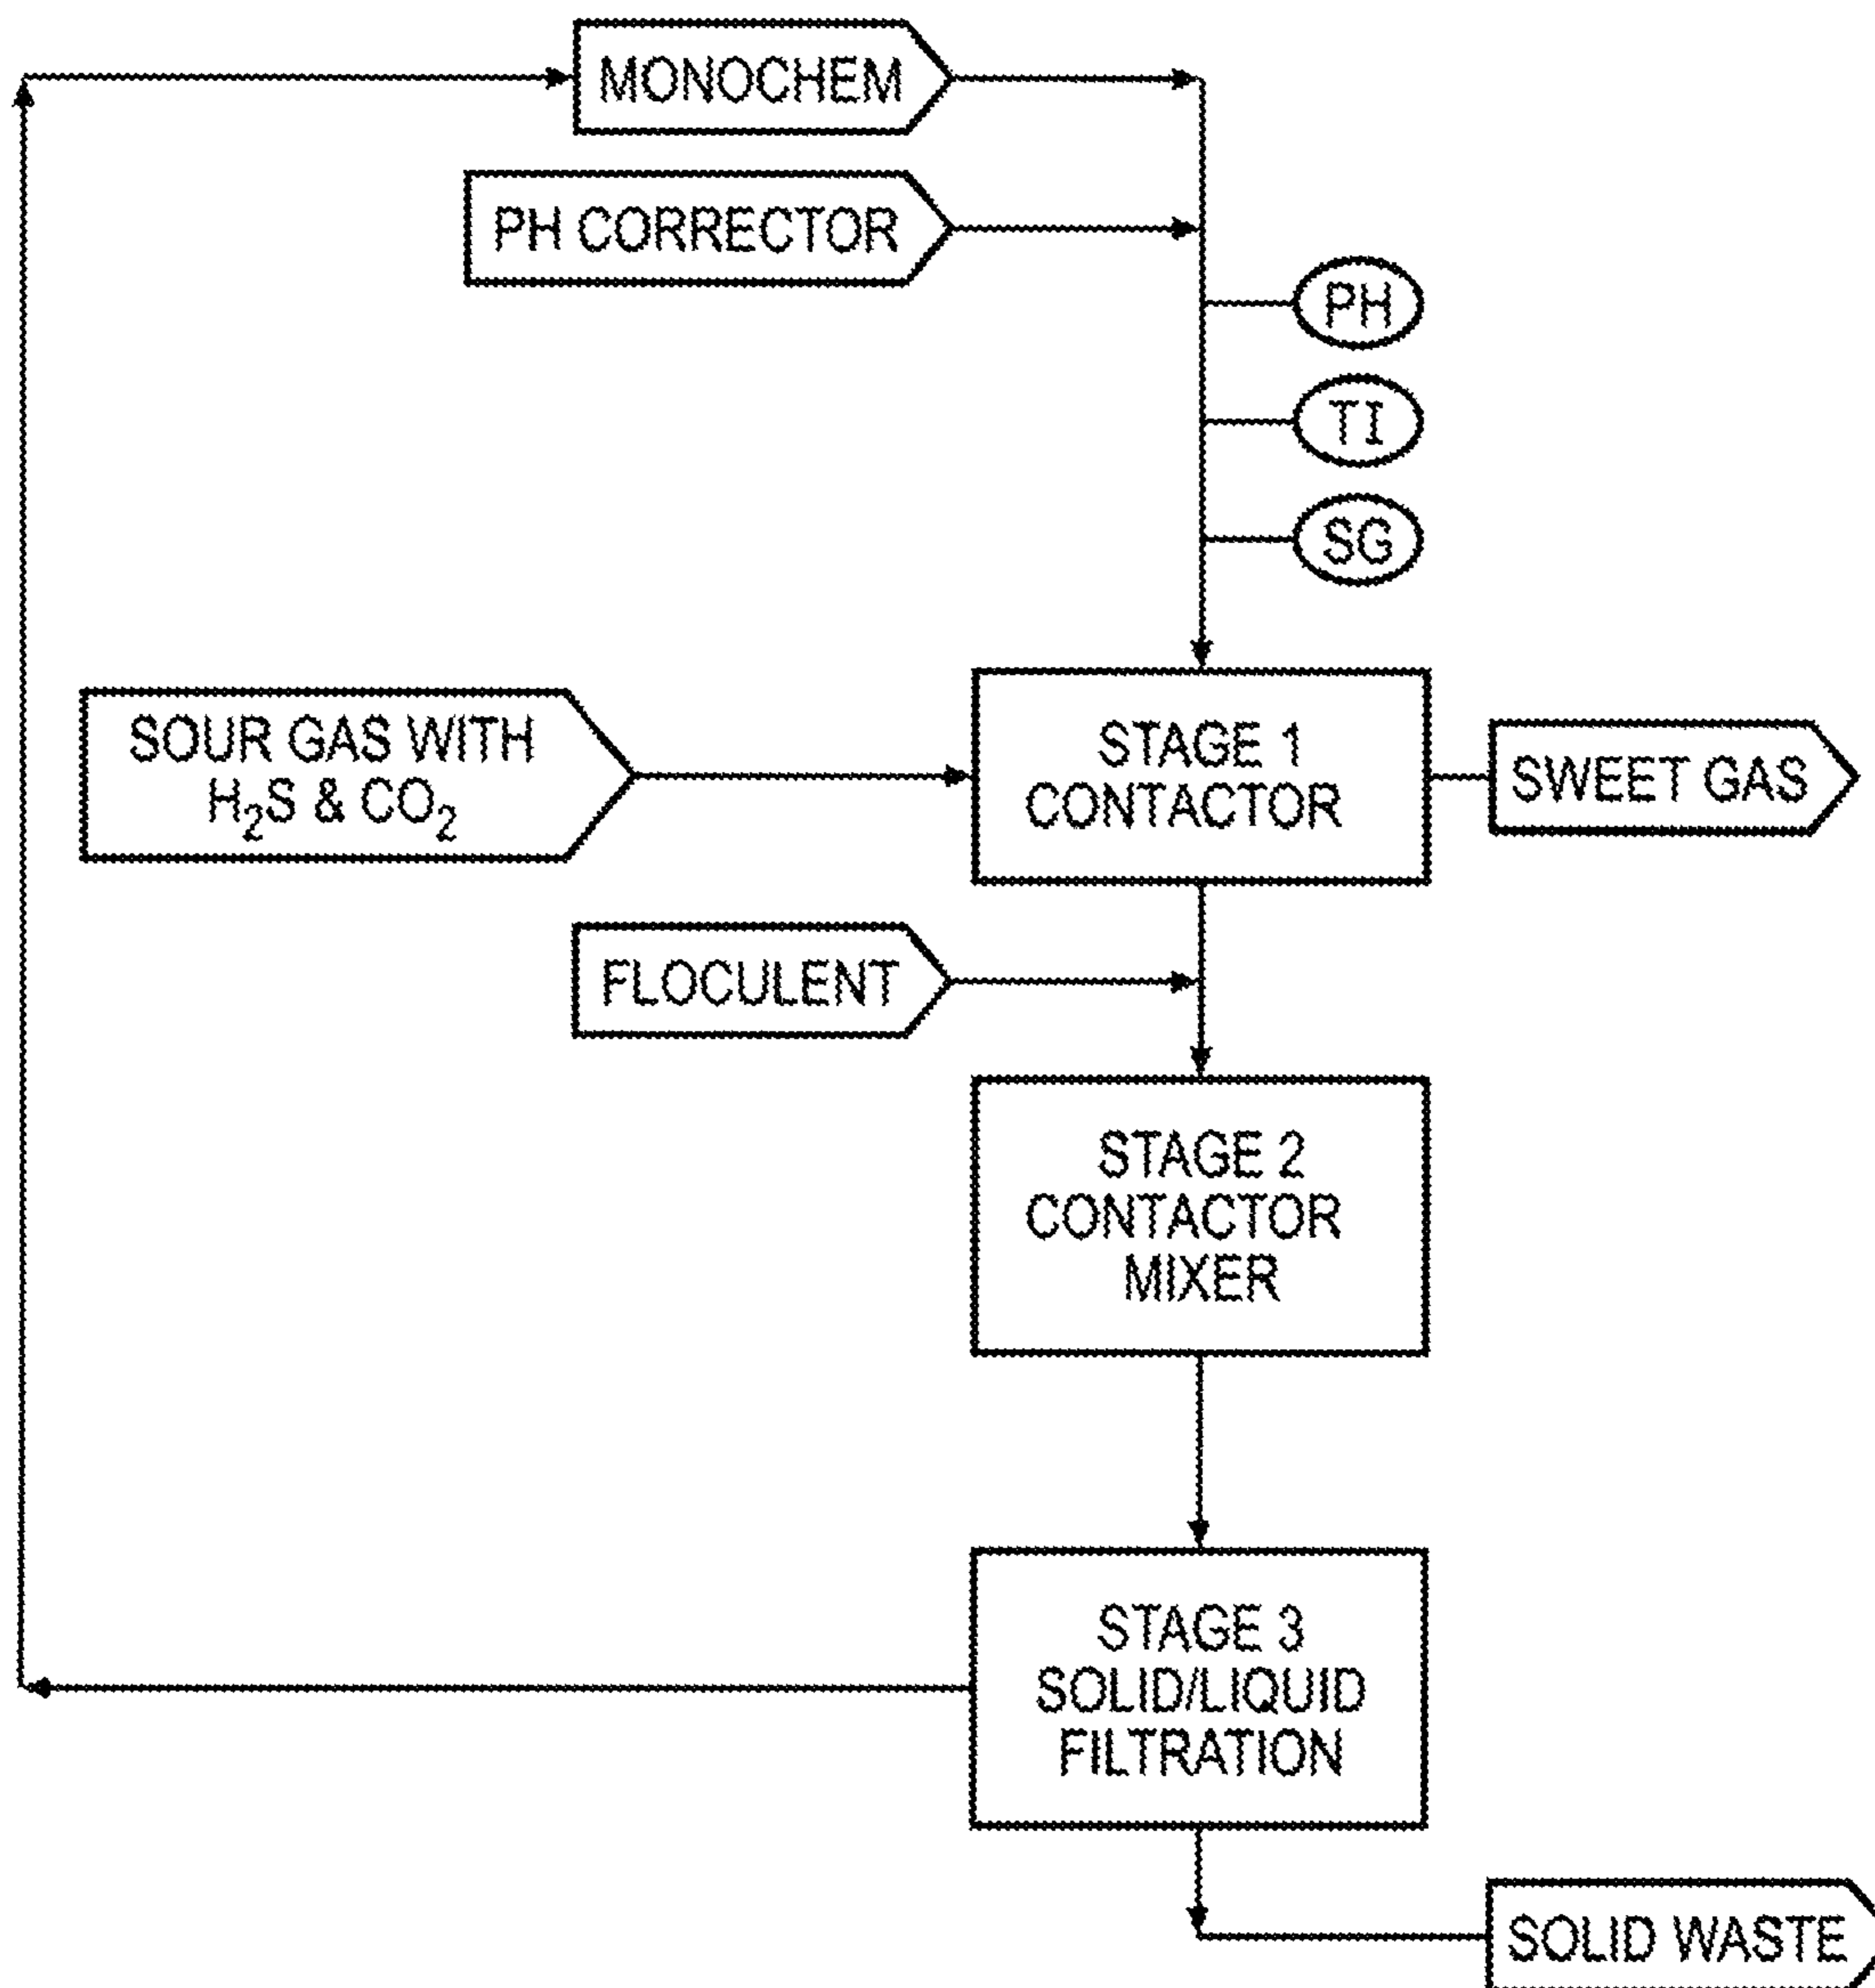 MONOCHEM
PH CORRECTOR
PH
TI
SG
SOUR GAS WITH
H₂S & CO₂
STAGE 1
CONTACTOR
SWEET GAS
FLOCULENT
STAGE 2
CONTACTOR
MIXER
STAGE 3
SOLID/LIQUID
FILTRATION
SOLID WASTE